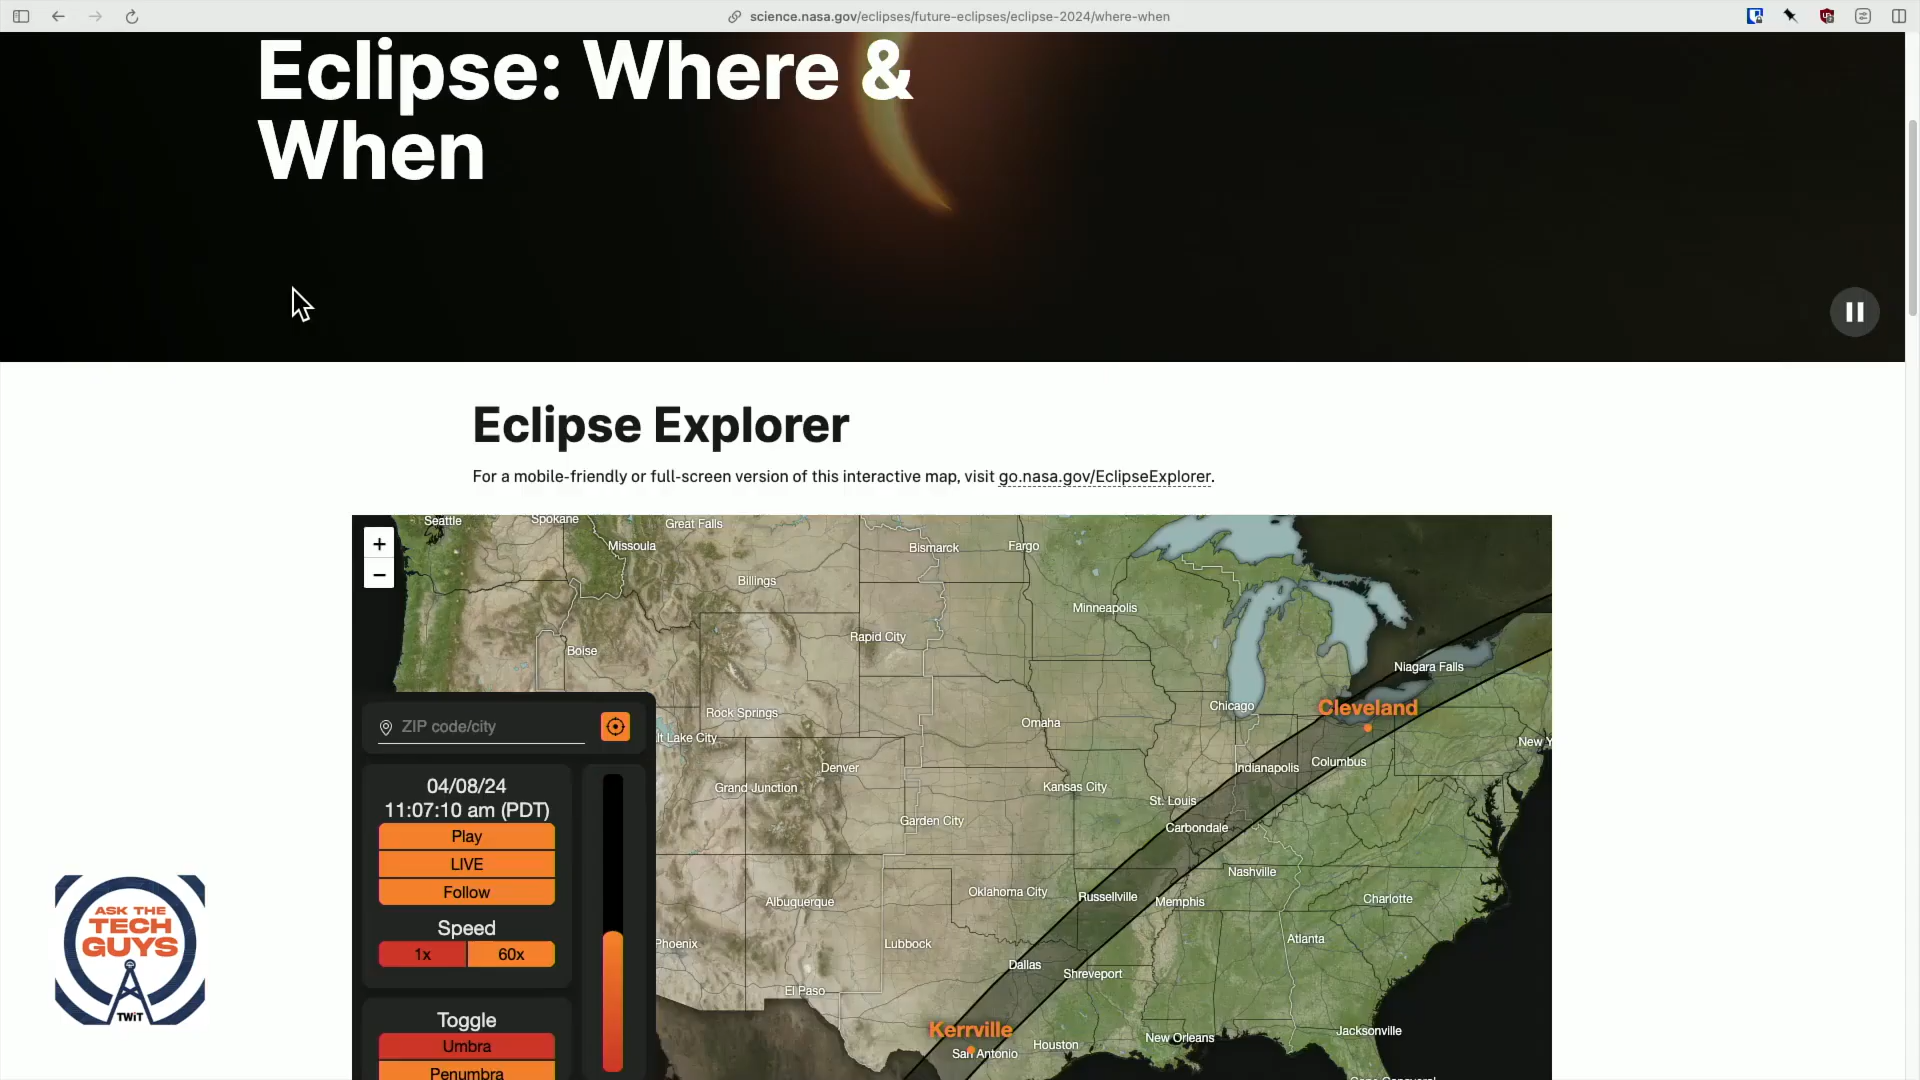 science.nasa.gov/eclipses/future-eclipses/eclipse-2024/where-when
Eclipse: Where &
When
Eclipse Explorer
For a mobile-friendly or full-screen version of this interactive map, visit go.nasa.gov/EclipseExplorer.
+
−
Seattle
Spokane
Great Falls
Missoula
Bismarck
Fargo
Billings
Minneapolis
Rapid City
Boise
Niagara Falls
Chicago
Cleveland
Rock Springs
Omaha
lt Lake City
New Y
Denver
Indianapolis
Columbus
Grand Junction
Kansas City
St. Louis
Garden City
Carbondale
Nashville
Oklahoma City
Russellville
Memphis
Albuquerque
Charlotte
Phoenix
Lubbock
Atlanta
Dallas
Shreveport
El Paso
Kerrville
San Antonio
Houston
New Orleans
Jacksonville
ZIP code/city
04/08/24
11:07:10 am (PDT)
Play
LIVE
Follow
Speed
1x 60x
Toggle
Umbra
Penumbra
ASK THE
TECH
GUYS
TWiT